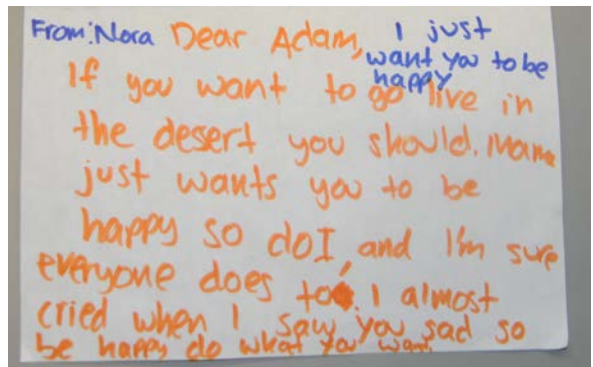 From: Nora Dear Adam, I just
want you to be
happy
If you want to go live in
the desert you should. Mama
just wants you to be
happy so do I, and I'm sure
everyone does too. I almost
cried when I saw you sad so
be happy do what you want